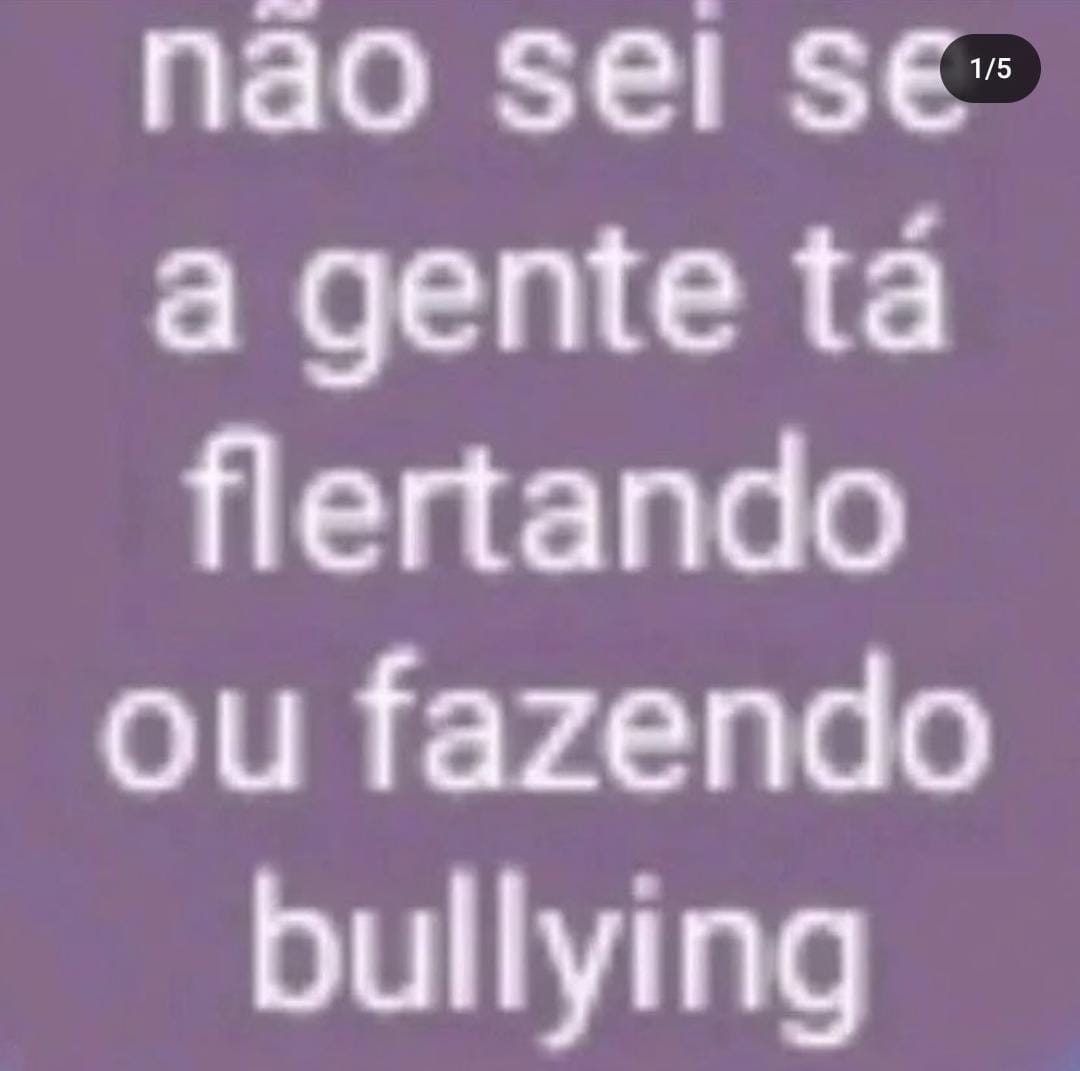 não sei se
1/5
a gente tá
flertando
ou fazendo
bullying